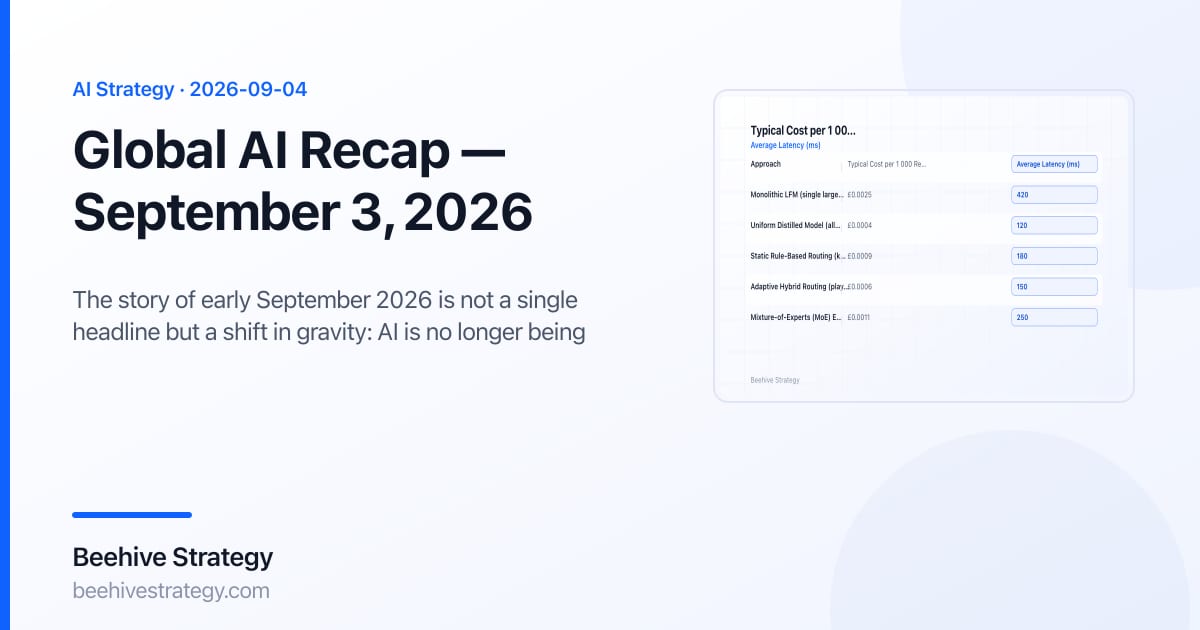 AI Strategy · 2026-09-04
Global AI Recap —
September 3, 2026
The story of early September 2026 is not a single
headline but a shift in gravity: AI is no longer being
Beehive Strategy
beehivestrategy.com
Typical Cost per 1 00...
Average Latency (ms)
Approach Typical Cost per 1 000 Re... Average Latency (ms)
Monolithic LFM (single large... £0.0025 420
Uniform Distilled Model (all... £0.0004 120
Static Rule-Based Routing (k... £0.0009 180
Adaptive Hybrid Routing (play... £0.0006 150
Mixture-of-Experts (MoE) E... £0.0011 250
Beehive Strategy